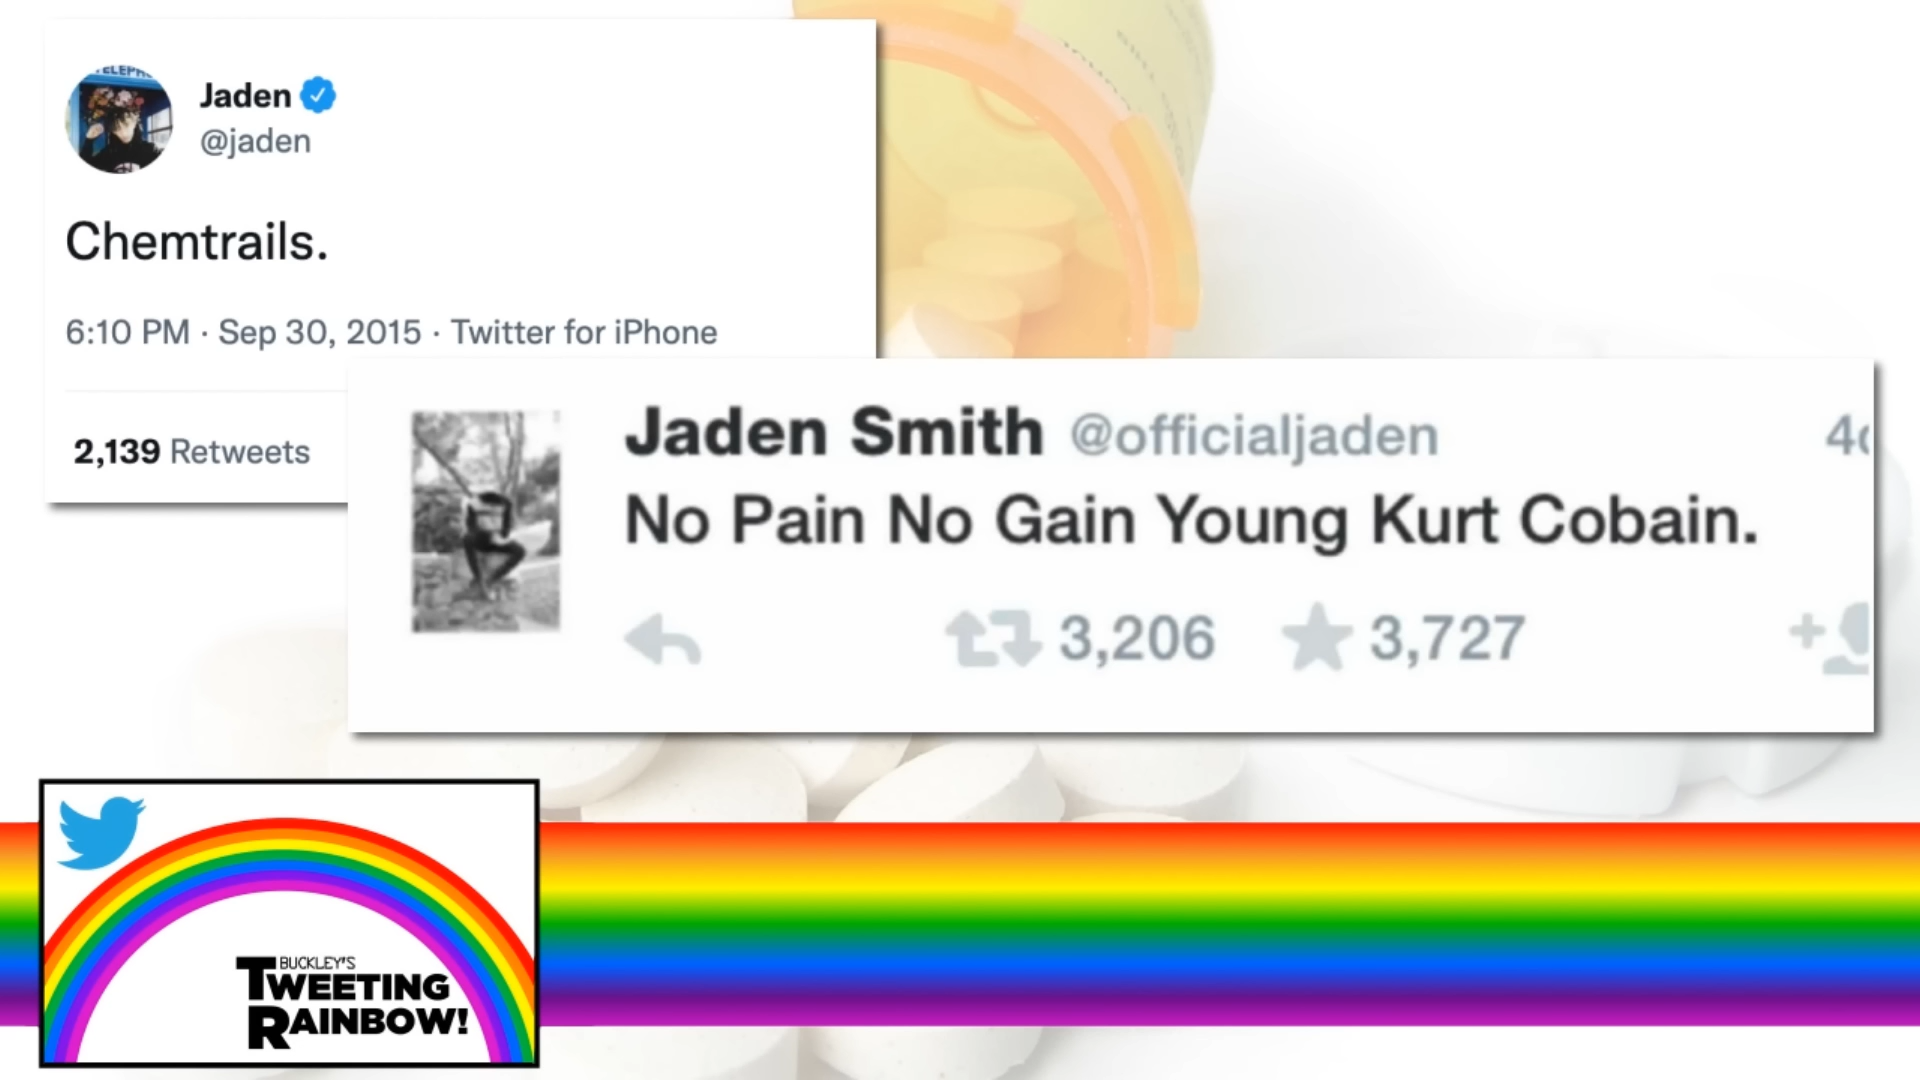 Jaden
@jaden
Chemtrails.
6:10 PM · Sep 30, 2015 · Twitter for iPhone
2,139 Retweets
Jaden Smith @officialjaden
No Pain No Gain Young Kurt Cobain.
3,206 3,727
BUCKLEY'S
TWEETING
RAINBOW!